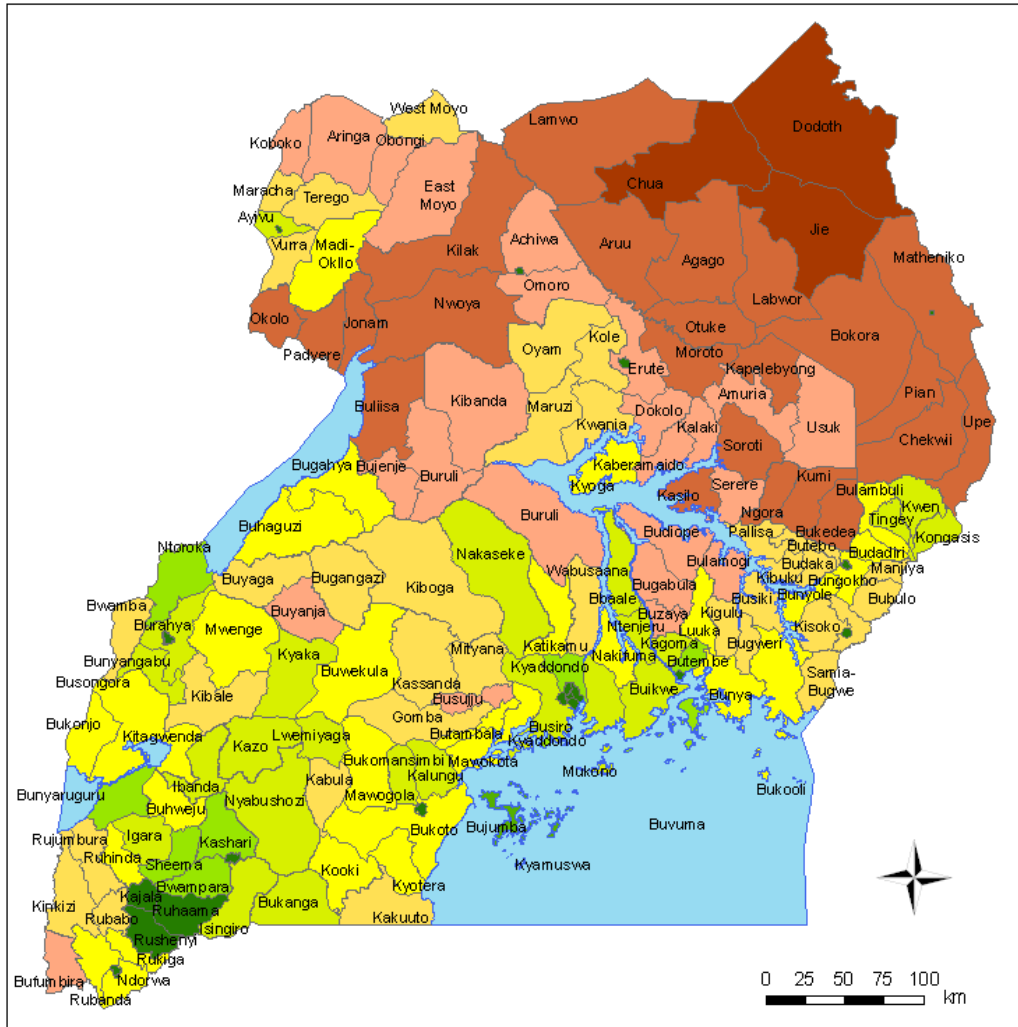 West Moyo
Lamwo
Dodoth
Koboko
Aringa
Obongi
East
Moyo
Chua
Maracha
Terego
Ayivu
Vurra
Madi-
Okllo
Achiwa
Kilak
Aruu
Agago
Jie
Matheniko
Omoro
Nwoya
Labwor
Okolo
Jonam
Padyere
Oyam
Kole
Otuke
Moroto
Bokora
Erute
Kapelebyong
Amuria
Buliisa
Kibanda
Maruzi
Kwania
Dokolo
Kalaki
Usuk
Pian
Upe
Soroti
Chekwii
Bugahya
Bujenje
Buruli
Kaberamaido
Kyoga
Kasilo
Serere
Kumi
Ngora
Bulambuli
Kwen
Tingey
Kongasis
Buhaguzi
Buruli
Budiope
Pallisa
Bukedea
Butebo
Budadiri
Ntoroka
Nakaseke
Wabusaana
Bulamogi
Budaka
Manjiya
Buyaga
Bugangazi
Kiboga
Bbaale
Bugabula
Kibuku
Bungokho
Bunyole
Bubulo
Bwamba
Burahya
Buyanja
Mwenge
Buzaya
Busiki
Ntenjeru
Luuka
Kigulu
Kisoko
Bunyangabu
Kyaka
Buwekula
Mityana
Katikamu
Nakifuma
Kagoma
Bugweri
Busongora
Kibale
Kassanda
Kyaddondo
Butembe
Samia-
Bugwe
Bukonjo
Busujju
Buikwe
Bunya
Kitagwenda
Gomba
Butambala
Busiro
Kyaddondo
Kazo
Lwemiyaga
Bukomansimbi
Mawokota
Mukono
Bukooli
Bunyaruguru
Ibanda
Nyabushozi
Kabula
Kalungu
Mawogola
Buhweju
Bukoto
Bujumba
Buvuma
Rujumbura
Igara
Kashari
Ruhinda
Sheema
Kooki
Kyamuswa
Bwampara
Kyotera
Kajala
Ruhaama
Bukanga
Kinkizi
Rubabo
Kakuuto
Isingiro
Rushenyi
Rukiga
Bufumbira
Ndorwa
Rubanda
0 25 50 75 100
km